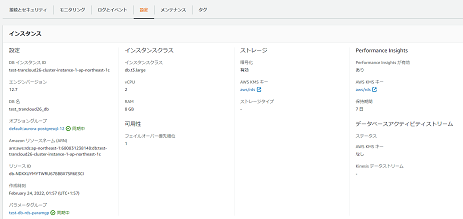 接続とセキュリティ
モニタリング
ログとイベント
設定
メンテナンス
タグ
インスタンス
設定
DB インスタンス ID
test-trancloud26-cluster-instance-1-ap-northeast-1c
エンジンバージョン
12.7
DB 名
test_trancloud26_db
オプショングループ
default:aurora-postgresql-12 同期中
Amazon リソースネーム (ARN)
リソース ID
作成時刻
February 24, 2022, 01:57 (UTC+1:57)
パラメータグループ
test-db-rds-paramgp 同期中
インスタンスクラス
インスタンスクラス
db.t3.large
vCPU
2
RAM
8 GB
可用性
フェイルオーバー優先順位
1
ストレージ
暗号化
有効
AWS KMS キー
aws/rds
ストレージタイプ
-
Performance Insights
Performance Insights が有効
あり
AWS KMS キー
aws/rds
保持期間
7 日
データベースアクティビティストリーム
ステータス
AWS KMS キー
なし
Kinesis データストリーム
-